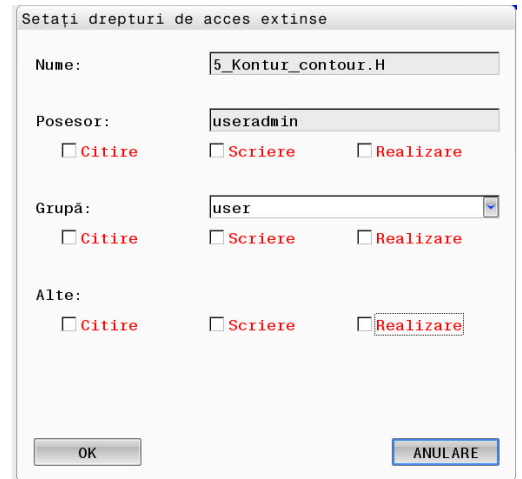 Setați drepturi de acces extinse
Nume: 5_Kontur_contour.H
Posesor: useradmin
Citire Scriere Realizare
Grupă: user
Citire Scriere Realizare
Alte:
Citire Scriere Realizare
OK ANULARE